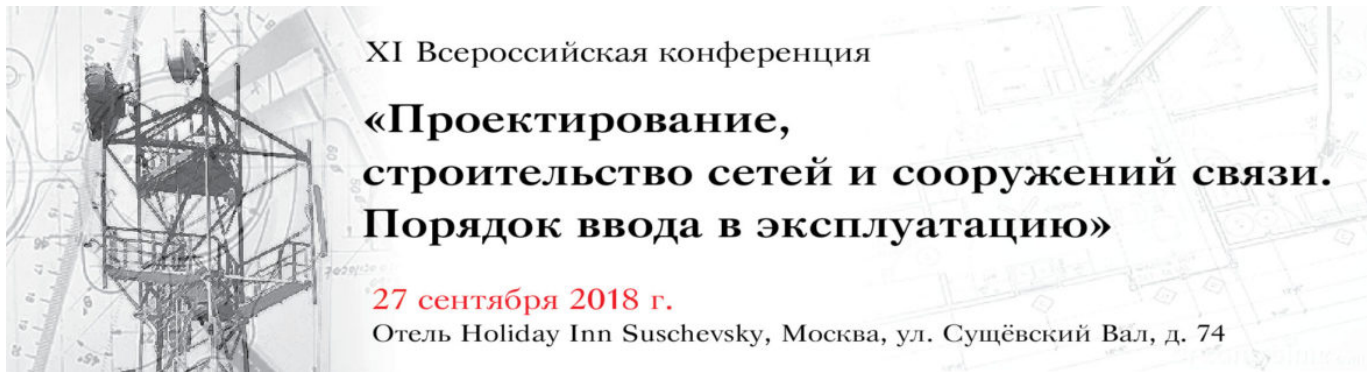 XI Всероссийская конференция
«Проектирование,
строительство сетей и сооружений связи.
Порядок ввода в эксплуатацию»
27 сентября 2018 г.
Отель Holiday Inn Suschevsky, Москва, ул. Сущёвский Вал, д. 74